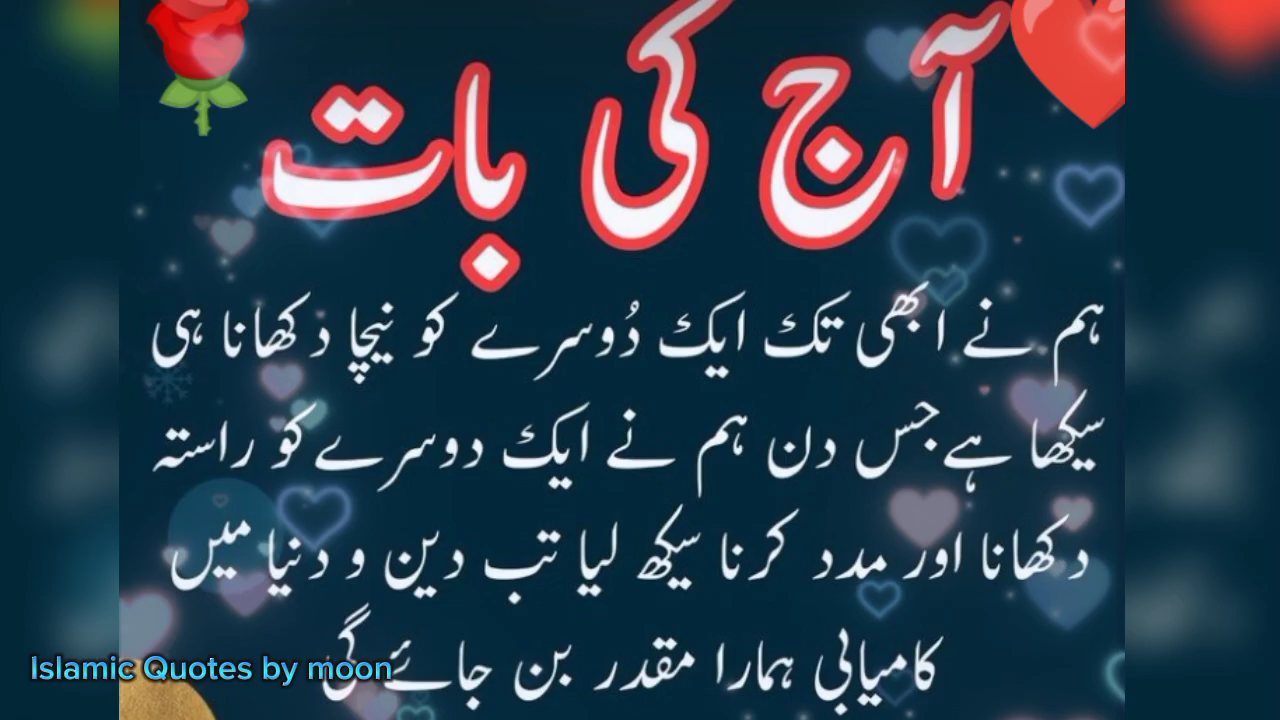 آج کی بات
ہم نے ابھی تک ایک دُوسرے کو نیچا دکھانا ہی
سیکھا ہے جس دن ہم نے ایک دوسرے کو راستہ
دکھانا اور مدد کرنا سیکھ لیا تب دین و دنیا میں
کامیابی ہمارا مقدر بن جائے گی
Islamic Quotes by moon